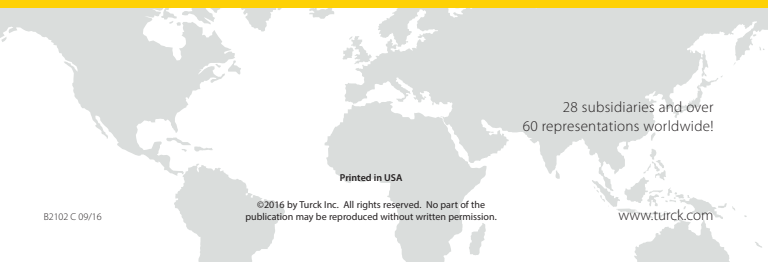 28 subsidiaries and over
60 representations worldwide!
Printed in USA
©2016 by Turck Inc. All rights reserved. No part of the
publication may be reproduced without written permission.
B2102 C 09/16
www.turck.com